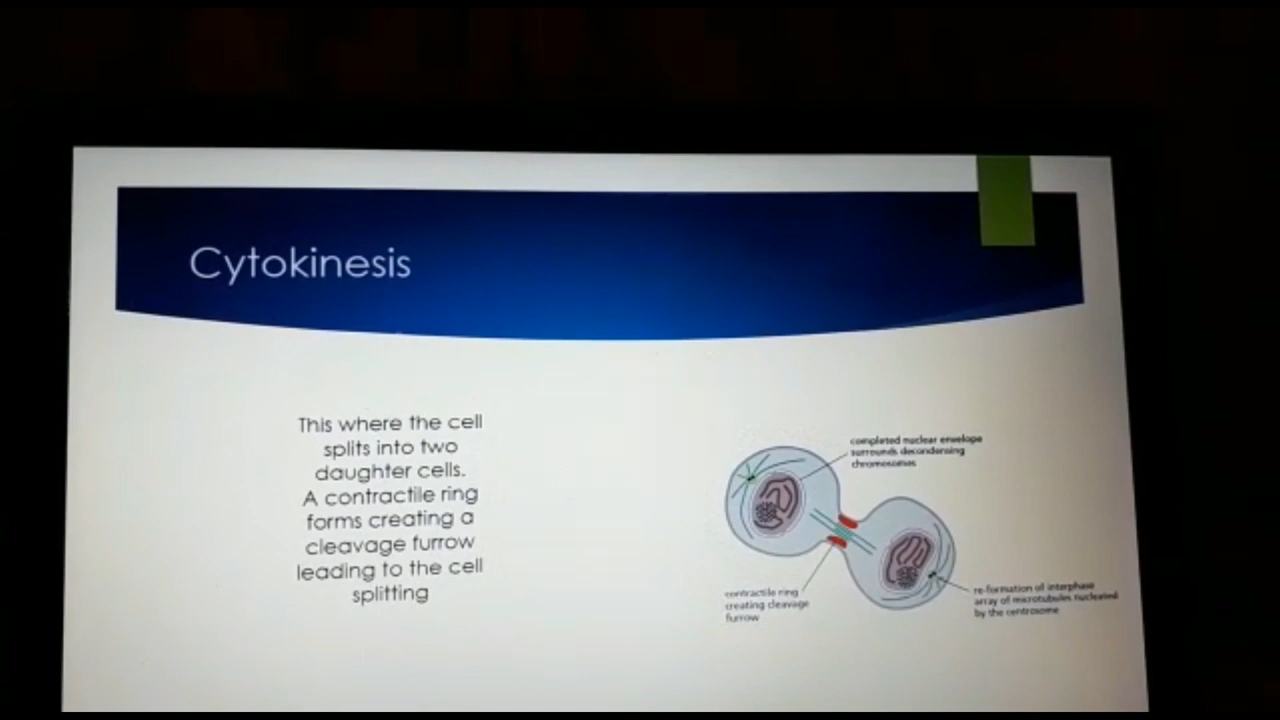 Cytokinesis
This where the cell
splits into two
daughter cells.
A contractile ring
forms creating a
cleavage furrow
leading to the cell
splitting
completed nuclear envelope
surrounds decondensing
chromosomes
contractile ring
creating cleavage
furrow
re-formation of interphase
array of microtubules nucleated
by the centrosome